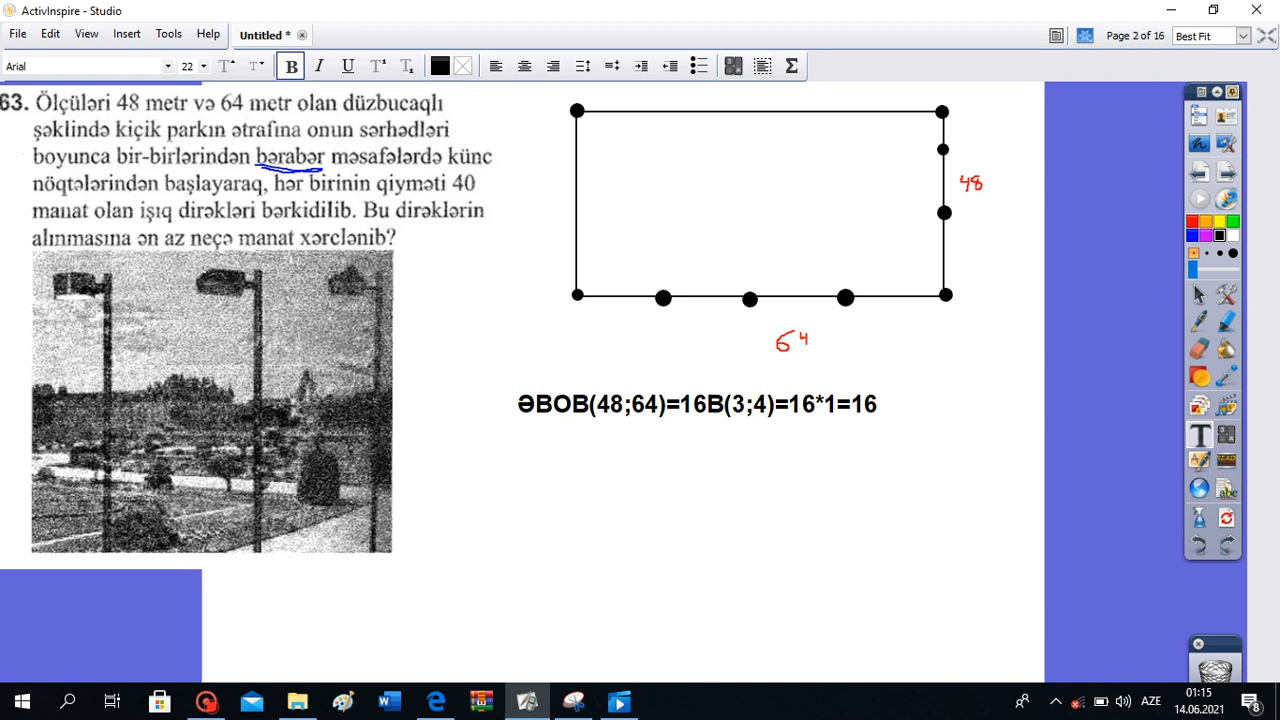 ActivInspire - Studio
File Edit View Insert Tools Help Untitled * Page 2 of 16 Best Fit
Arial 22 B I U T T Σ
63. Ölçüləri 48 metr və 64 metr olan düzbucaqlı
şəklində kiçik parkın ətrafına onun sərhədləri
boyunca bir-birlərindən bərabər məsafələrdə künc
nöqtələrindən başlayaraq, hər birinin qiyməti 40
manat olan işıq dirəkləri bərkidilib. Bu dirəklərin
alınmasına ən az neçə manat xərclənib?
48
64
ƏBOB(48;64)=16B(3;4)=16*1=16
AZE
01:15
14.06.2021
8